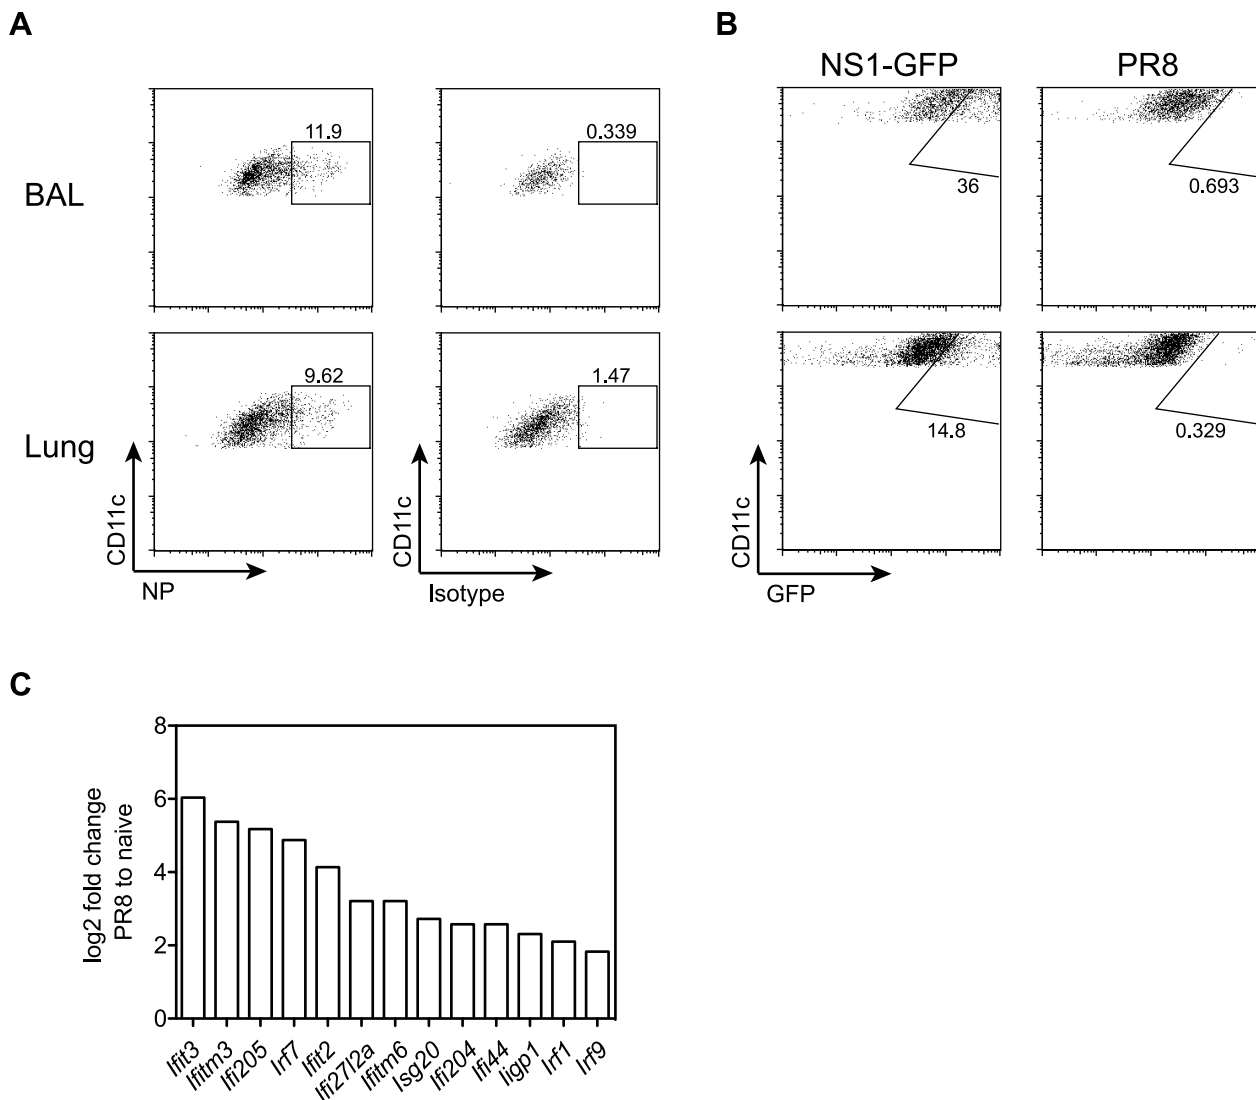 A
B
NS1-GFP
PR8
BAL
11.9
0.339
36
0.693
Lung
9.62
1.47
14.8
0.329
CD11c
NP
CD11c
Isotype
CD11c
GFP
C
log2 fold change
PR8 to naive
8
6
4
2
0
Ifit3
Ifitm3
Ifi205
Irf7
Ifit2
Ifi27l2a
Ifitm6
Isg20
Ifi204
Ifi44
Iigp1
Irf1
Irf9